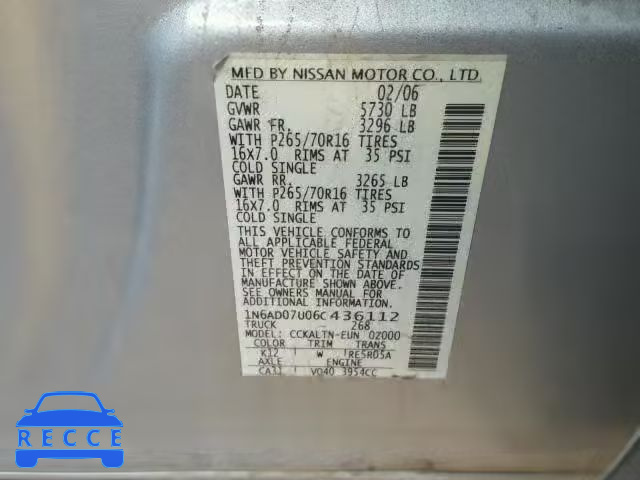 MFD BY NISSAN MOTOR CO., LTD.
DATE 02/06
GVWR 5730 LB
GAWR FR. 3296 LB
WITH P265/70R16 TIRES
16X7.0 RIMS AT 35 PSI
COLD SINGLE
GAWR RR. 3265 LB
WITH P265/70R16 TIRES
16X7.0 RIMS AT 35 PSI
COLD SINGLE
THIS VEHICLE CONFORMS TO
ALL APPLICABLE FEDERAL
MOTOR VEHICLE SAFETY AND
THEFT PREVENTION STANDARDS
IN EFFECT ON THE DATE OF
MANUFACTURE SHOWN ABOVE.
SEE OWNERS MANUAL FOR
ADDITIONAL INFORMATION.
1N6AD07U06C436112
TRUCK 268
MODEL: CCKALTN-EUN 02000
COLOR TRIM TRANS
K12 W RE5R05A
AXLE ENGINE
CA33 VQ40 3954CC
RECCE